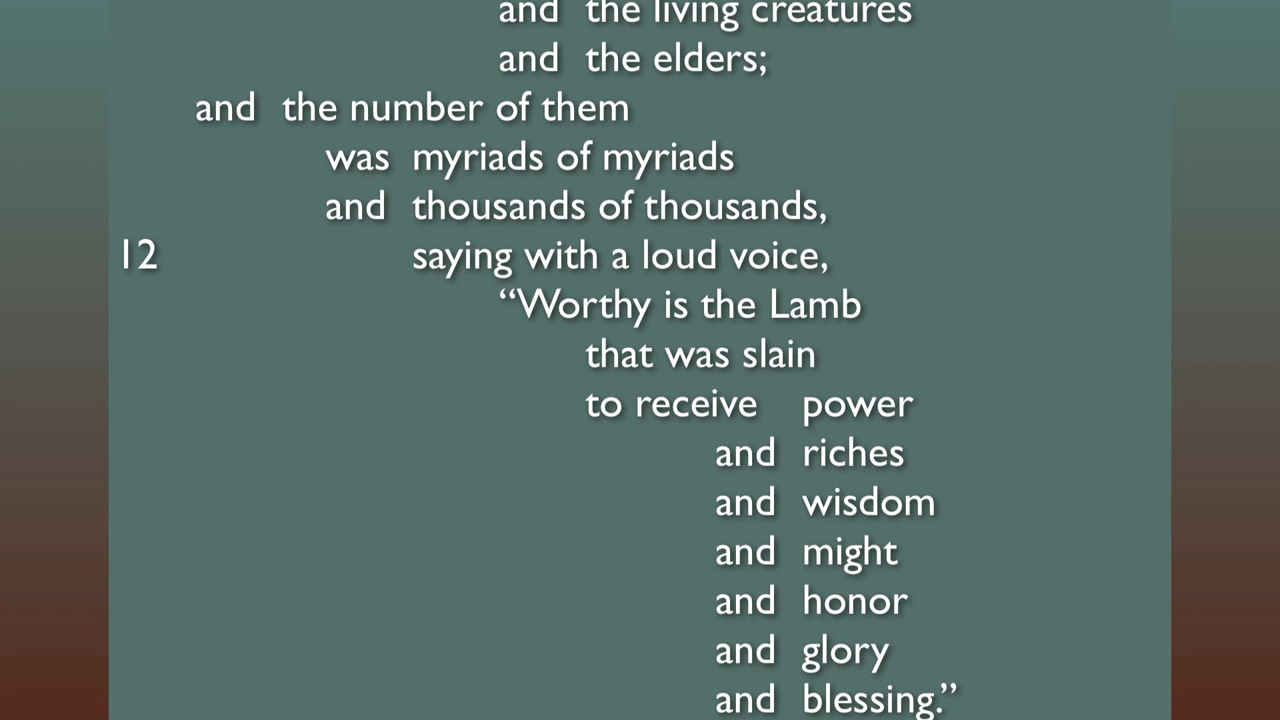 and the living creatures
and the elders;
and the number of them
was myriads of myriads
and thousands of thousands,
12 saying with a loud voice,
“Worthy is the Lamb
that was slain
to receive power
and riches
and wisdom
and might
and honor
and glory
and blessing.”